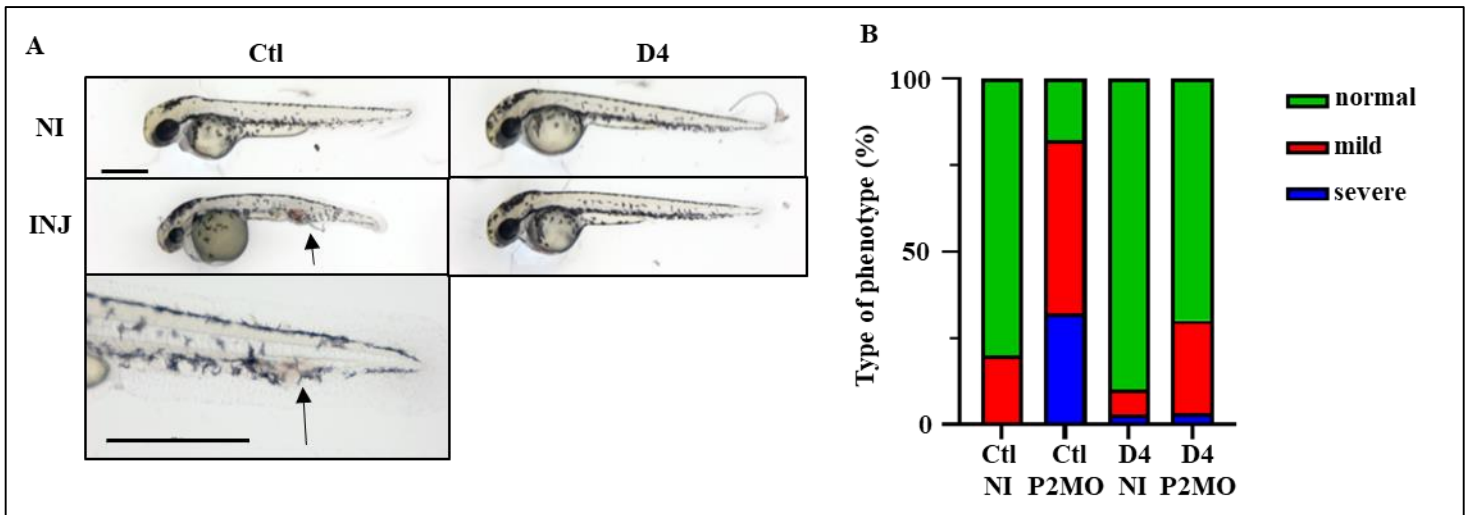 A
Ctl
D4
NI
INJ
B
100
50
0
Type of phenotype (%)
normal
mild
severe
Ctl Ctl D4 D4
NI P2MO NI P2MO